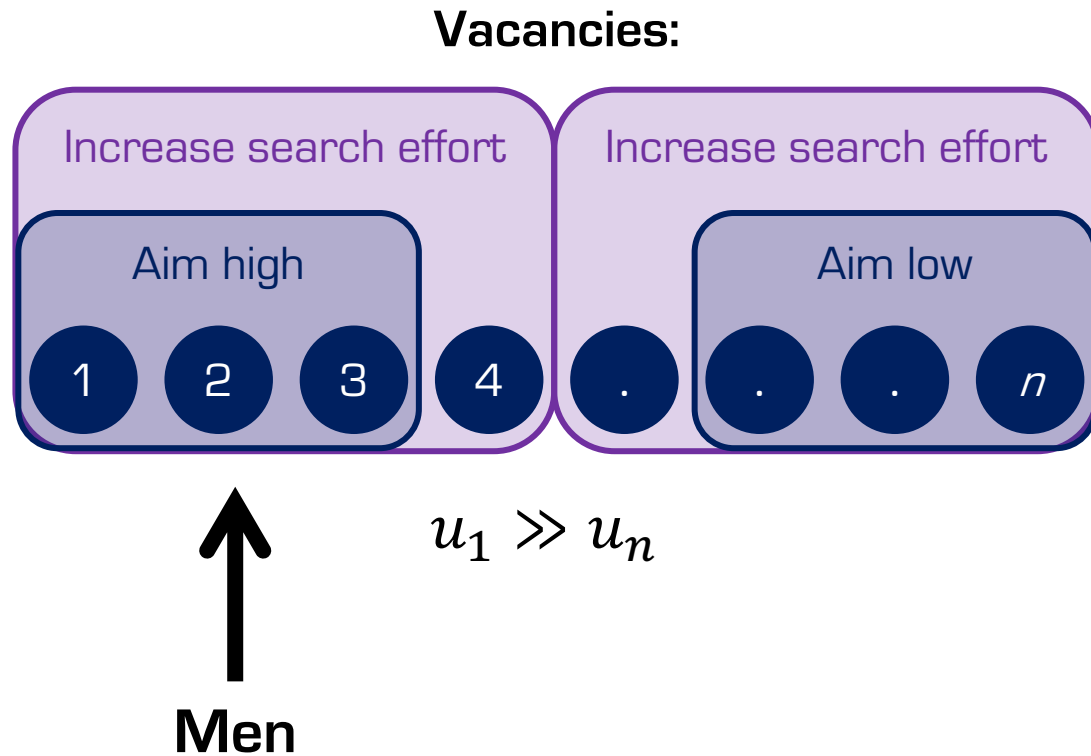 Vacancies:
Increase search effort Increase search effort
Aim high Aim low
1 2 3 4 . . . n
u₁ ≫ uₙ
Men